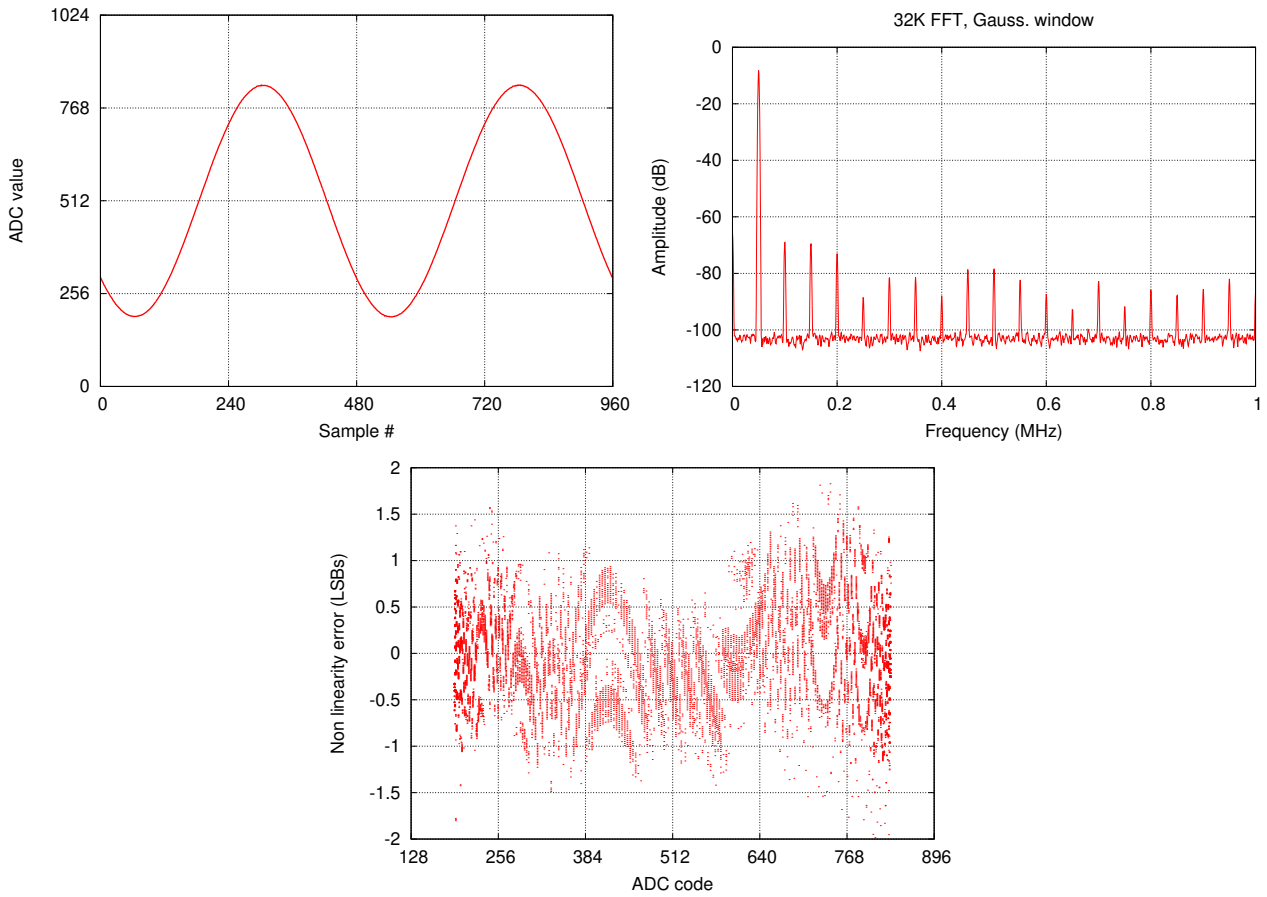 1024
768
512
256
0
0 240 480 720 960
ADC value
Sample #
32K FFT, Gauss. window
0
-20
-40
-60
-80
-100
-120
0 0.2 0.4 0.6 0.8 1
Amplitude (dB)
Frequency (MHz)
2
1.5
1
0.5
0
-0.5
-1
-1.5
-2
128 256 384 512 640 768 896
Non linearity error (LSBs)
ADC code